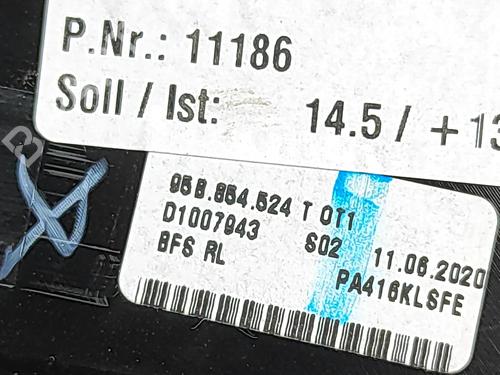 P.Nr.: 11186
Soll / Ist: 14.5 / +13
95B.854.524 T OT1
D1007943 S02 11.06.2020
BFS RL PA416KLSFE